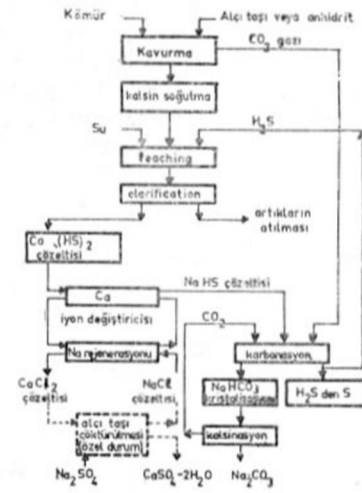 Kömür
Alçı taşı veya anhidrit
Kavurma
CO2 gazı
kalsin soğutma
Su
H2S
leaching
clarification
artıkların
atılması
Ca (HS)2
çözeltisi
Ca
Na HS çözeltisi
iyon değiştiricisi
CO2
Na rejenerasyonu
karbonasyon
CaCl2
çözeltisi
NaCl
çözeltisi
NaHCO3
kristalizasyon
H2S den S
alçı taşı
çöktürülmesi
(özel durum)
kalsinasyon
Na2SO4
CaSO4-2H2O
Na2CO3